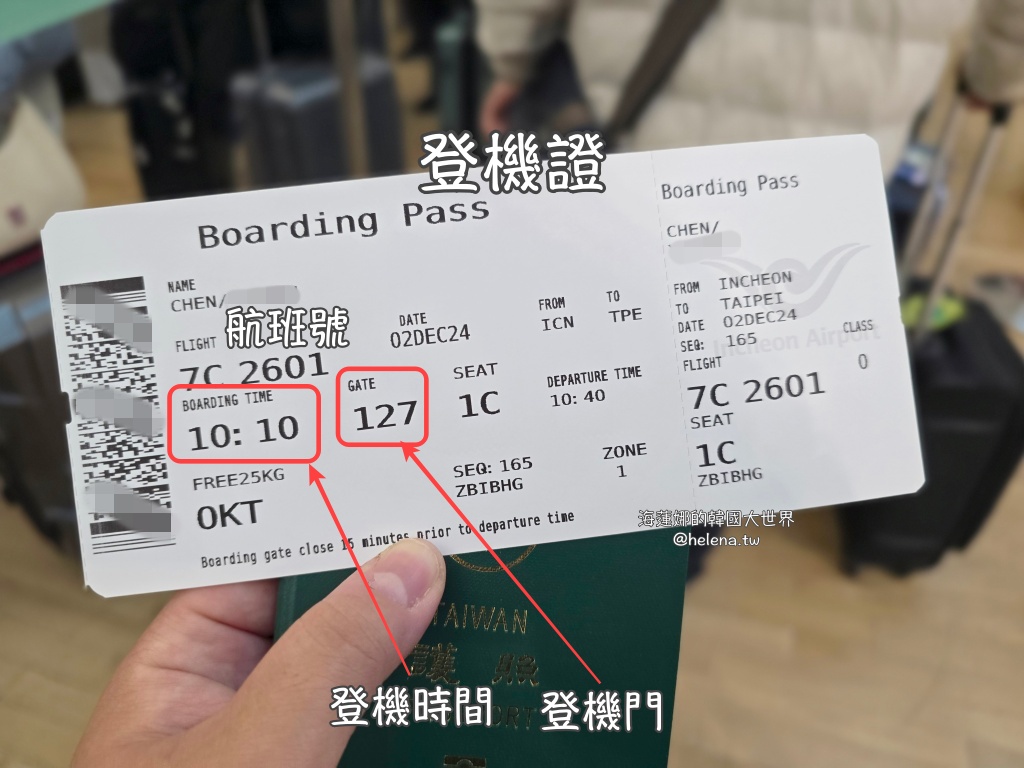 登機證
Boarding Pass
NAME
CHEN/
FLIGHT 航班號
7C 2601
DATE
02DEC24
FROM
ICN
TO
TPE
BOARDING TIME
10: 10
GATE
127
SEAT
1C
DEPARTURE TIME
10: 40
FREE25KG
0KT
SEQ: 165
ZBIBHG
ZONE
1
Boarding gate close 15 minutes prior to departure time
Boarding Pass
CHEN/
FROM INCHEON
TO TAIPEI
DATE 02DEC24
SEQ: 165
CLASS
O
Incheon Airport
FLIGHT
7C 2601
SEAT
1C
ZBIBHG
海蓮娜的韓國大世界
@helena.tw
TAIWAN
護 照
登機時間
登機門